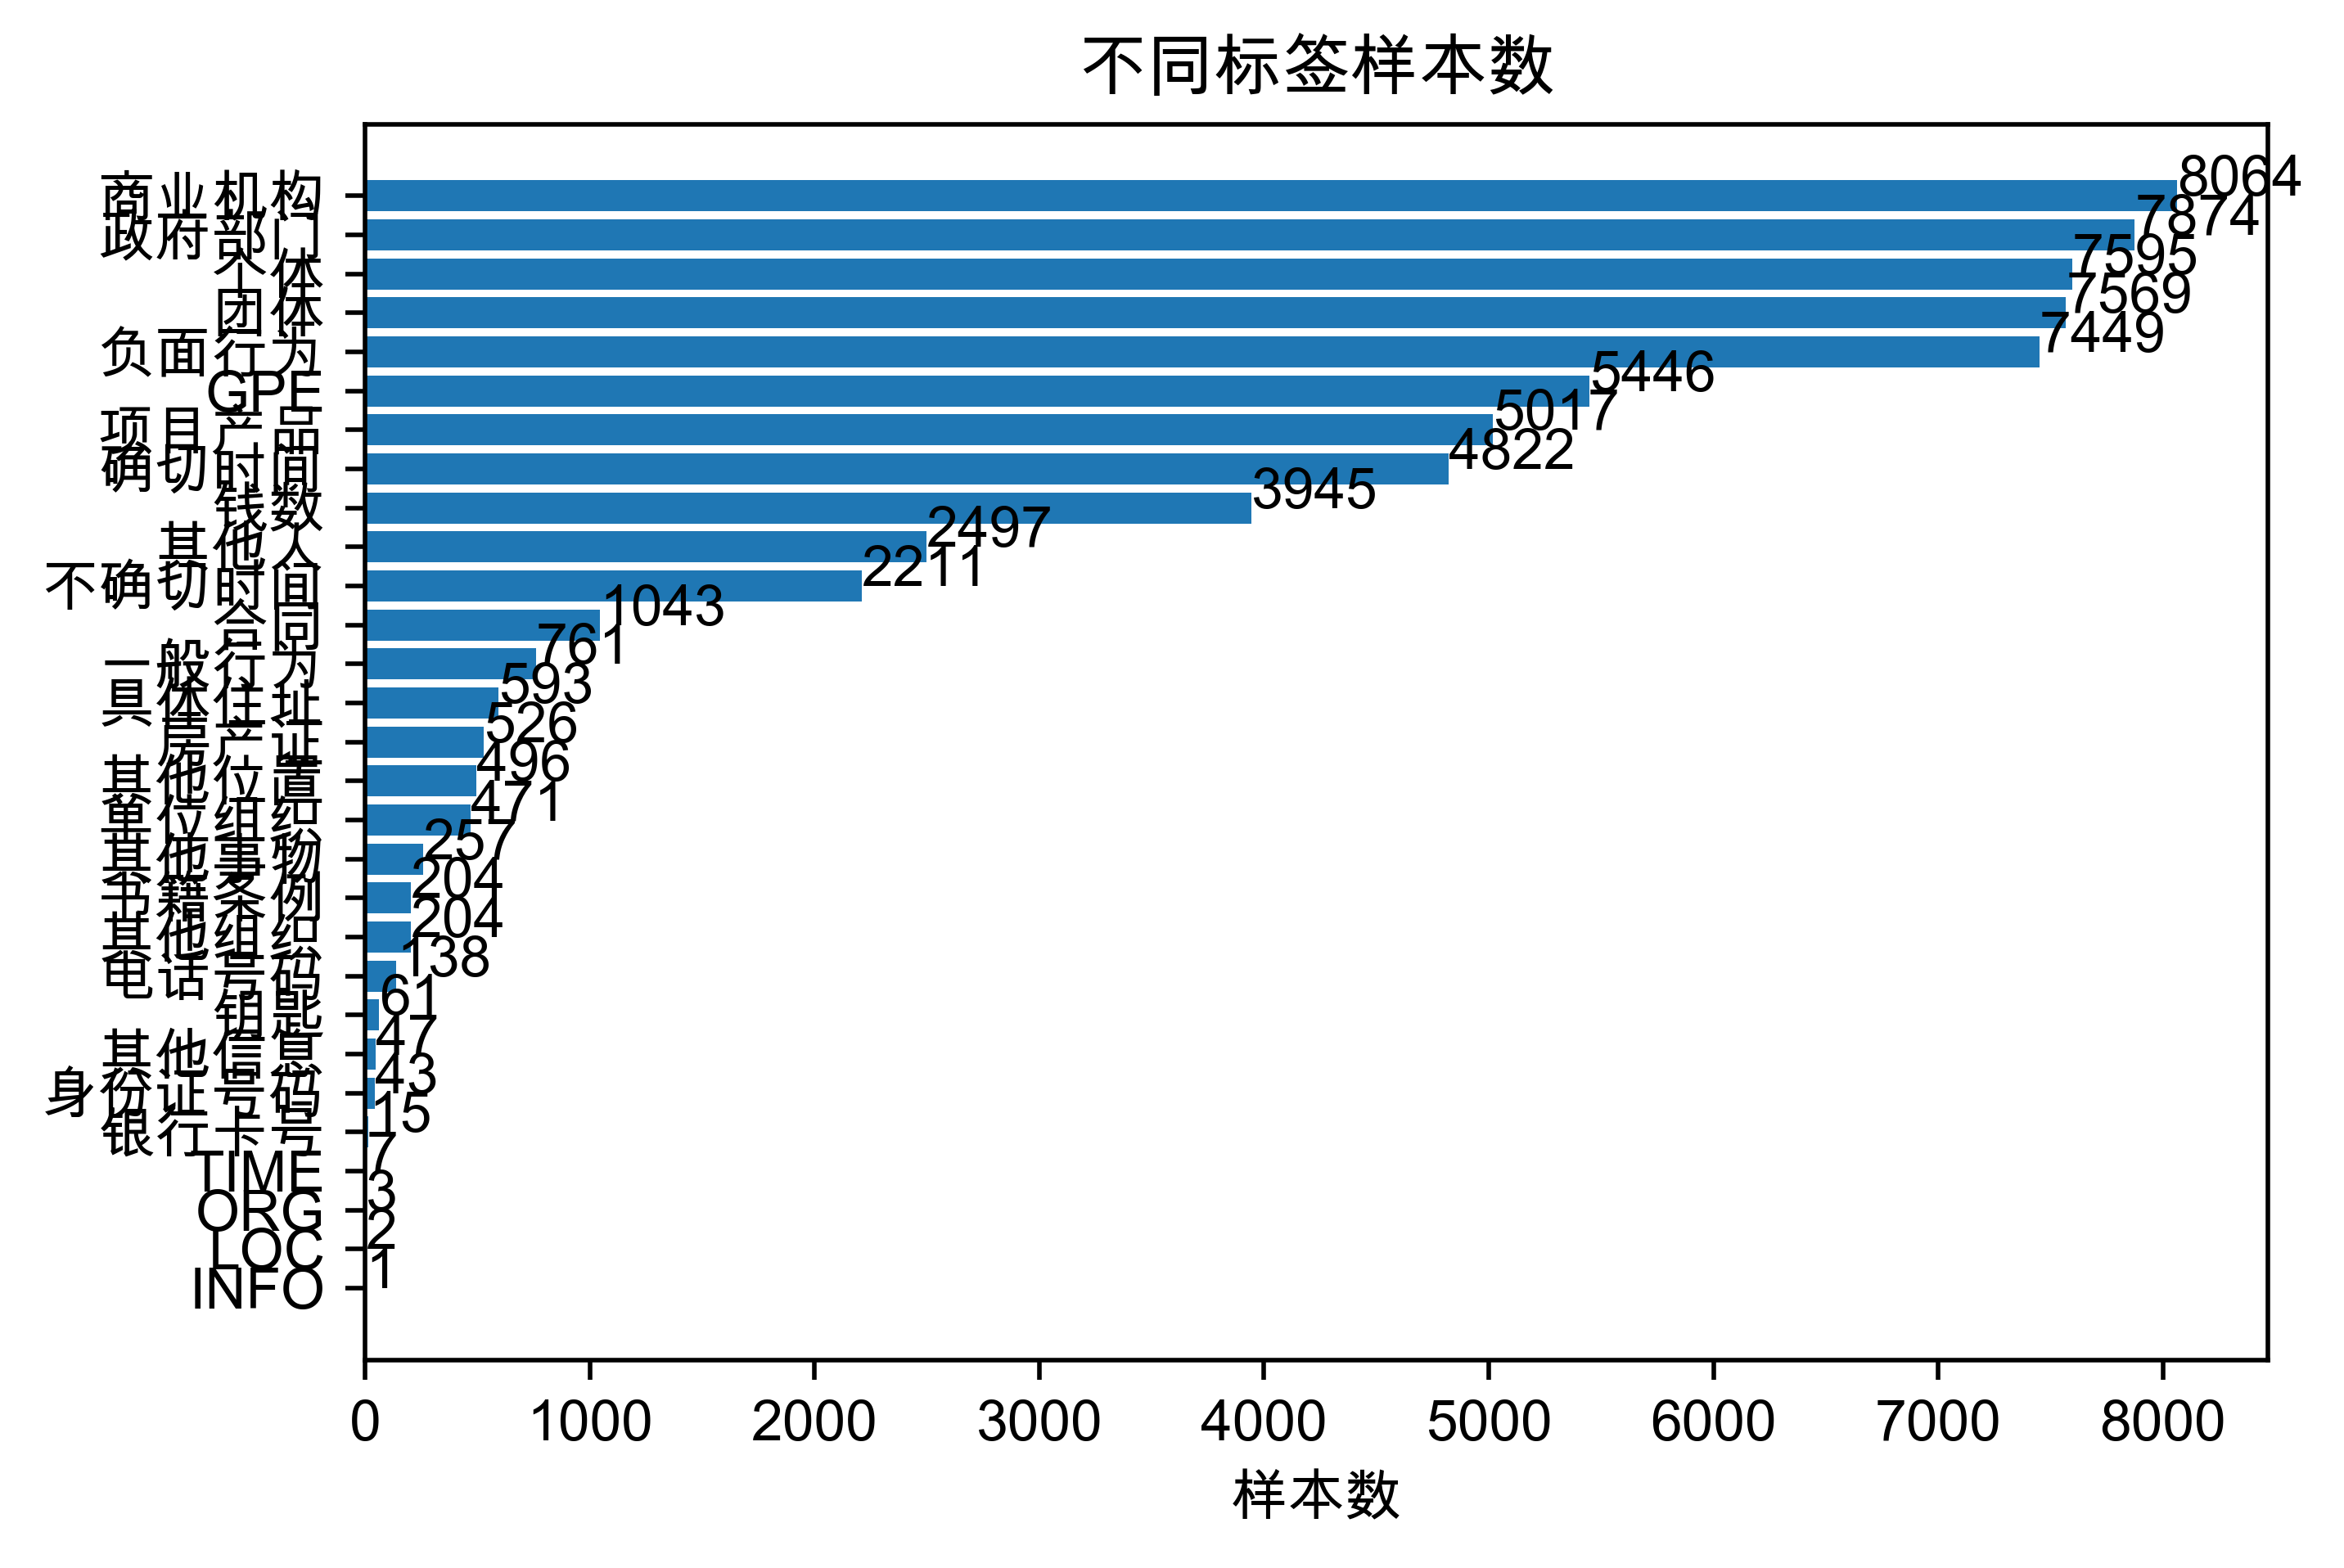 不同标签样本数
商业机构 8064
政府部门 7874
个体 7595
团体 7569
负面行为 7449
GPE 5446
项目产品 5017
确切时间 4822
钱数 3945
其他人 2497
不确切时间 2211
合同 1043
一般行为 761
具体住址 593
房产证 526
其他位置 496
单位组织 471
其他事物 257
书籍条例 204
其他组织 204
电话号码 138
钥匙 61
其他信息 47
身份证号码 43
银行卡号 15
TIME 7
ORG 3
LOC 2
INFO 1
0 1000 2000 3000 4000 5000 6000 7000 8000
样本数